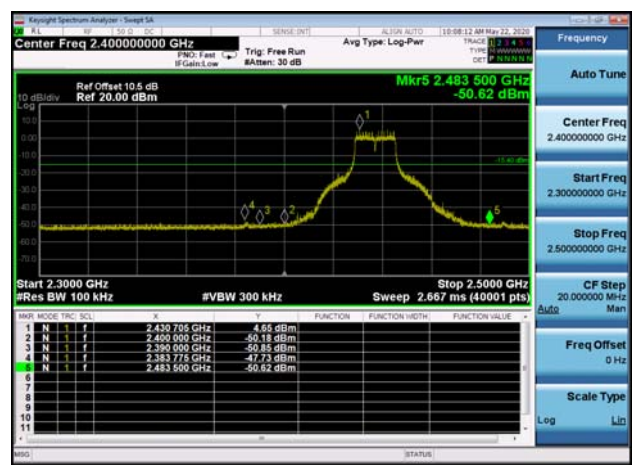 Keysight Spectrum Analyzer - Swept SA
RL RF 50 Ω DC SENSE:INT ALIGN AUTO 10:08:12 AM May 22, 2020
Center Freq 2.400000000 GHz
PNO: Fast
IFGain:Low
Trig: Free Run
#Atten: 30 dB
Avg Type: Log-Pwr
TRACE 1 2 3 4 5 6
TYPE
DET P N N N N N
Frequency
Ref Offset 10.5 dB
10 dB/div Ref 20.00 dBm
Log
Mkr5 2.483 500 GHz
-50.62 dBm
10.0
0.00
-10.0
-20.0
-30.0
-40.0
-50.0
-60.0
-70.0
1
4
3
2
5
Start 2.3000 GHz Stop 2.5000 GHz
#Res BW 100 kHz #VBW 300 kHz Sweep 2.667 ms (40001 pts)
MKR MODE TRC SCL X Y FUNCTION FUNCTION WIDTH FUNCTION VALUE
1 N 1 f 2.430 705 GHz 4.65 dBm
2 N 1 f 2.400 000 GHz -50.18 dBm
3 N 1 f 2.390 000 GHz -50.85 dBm
4 N 1 f 2.383 775 GHz -47.73 dBm
5 N 1 f 2.483 500 GHz -50.62 dBm
6
7
8
9
10
11
MSG STATUS
Auto Tune
Center Freq
2.400000000 GHz
Start Freq
2.300000000 GHz
Stop Freq
2.500000000 GHz
CF Step
20.000000 MHz
Auto Man
Freq Offset
0 Hz
Scale Type
Log Lin